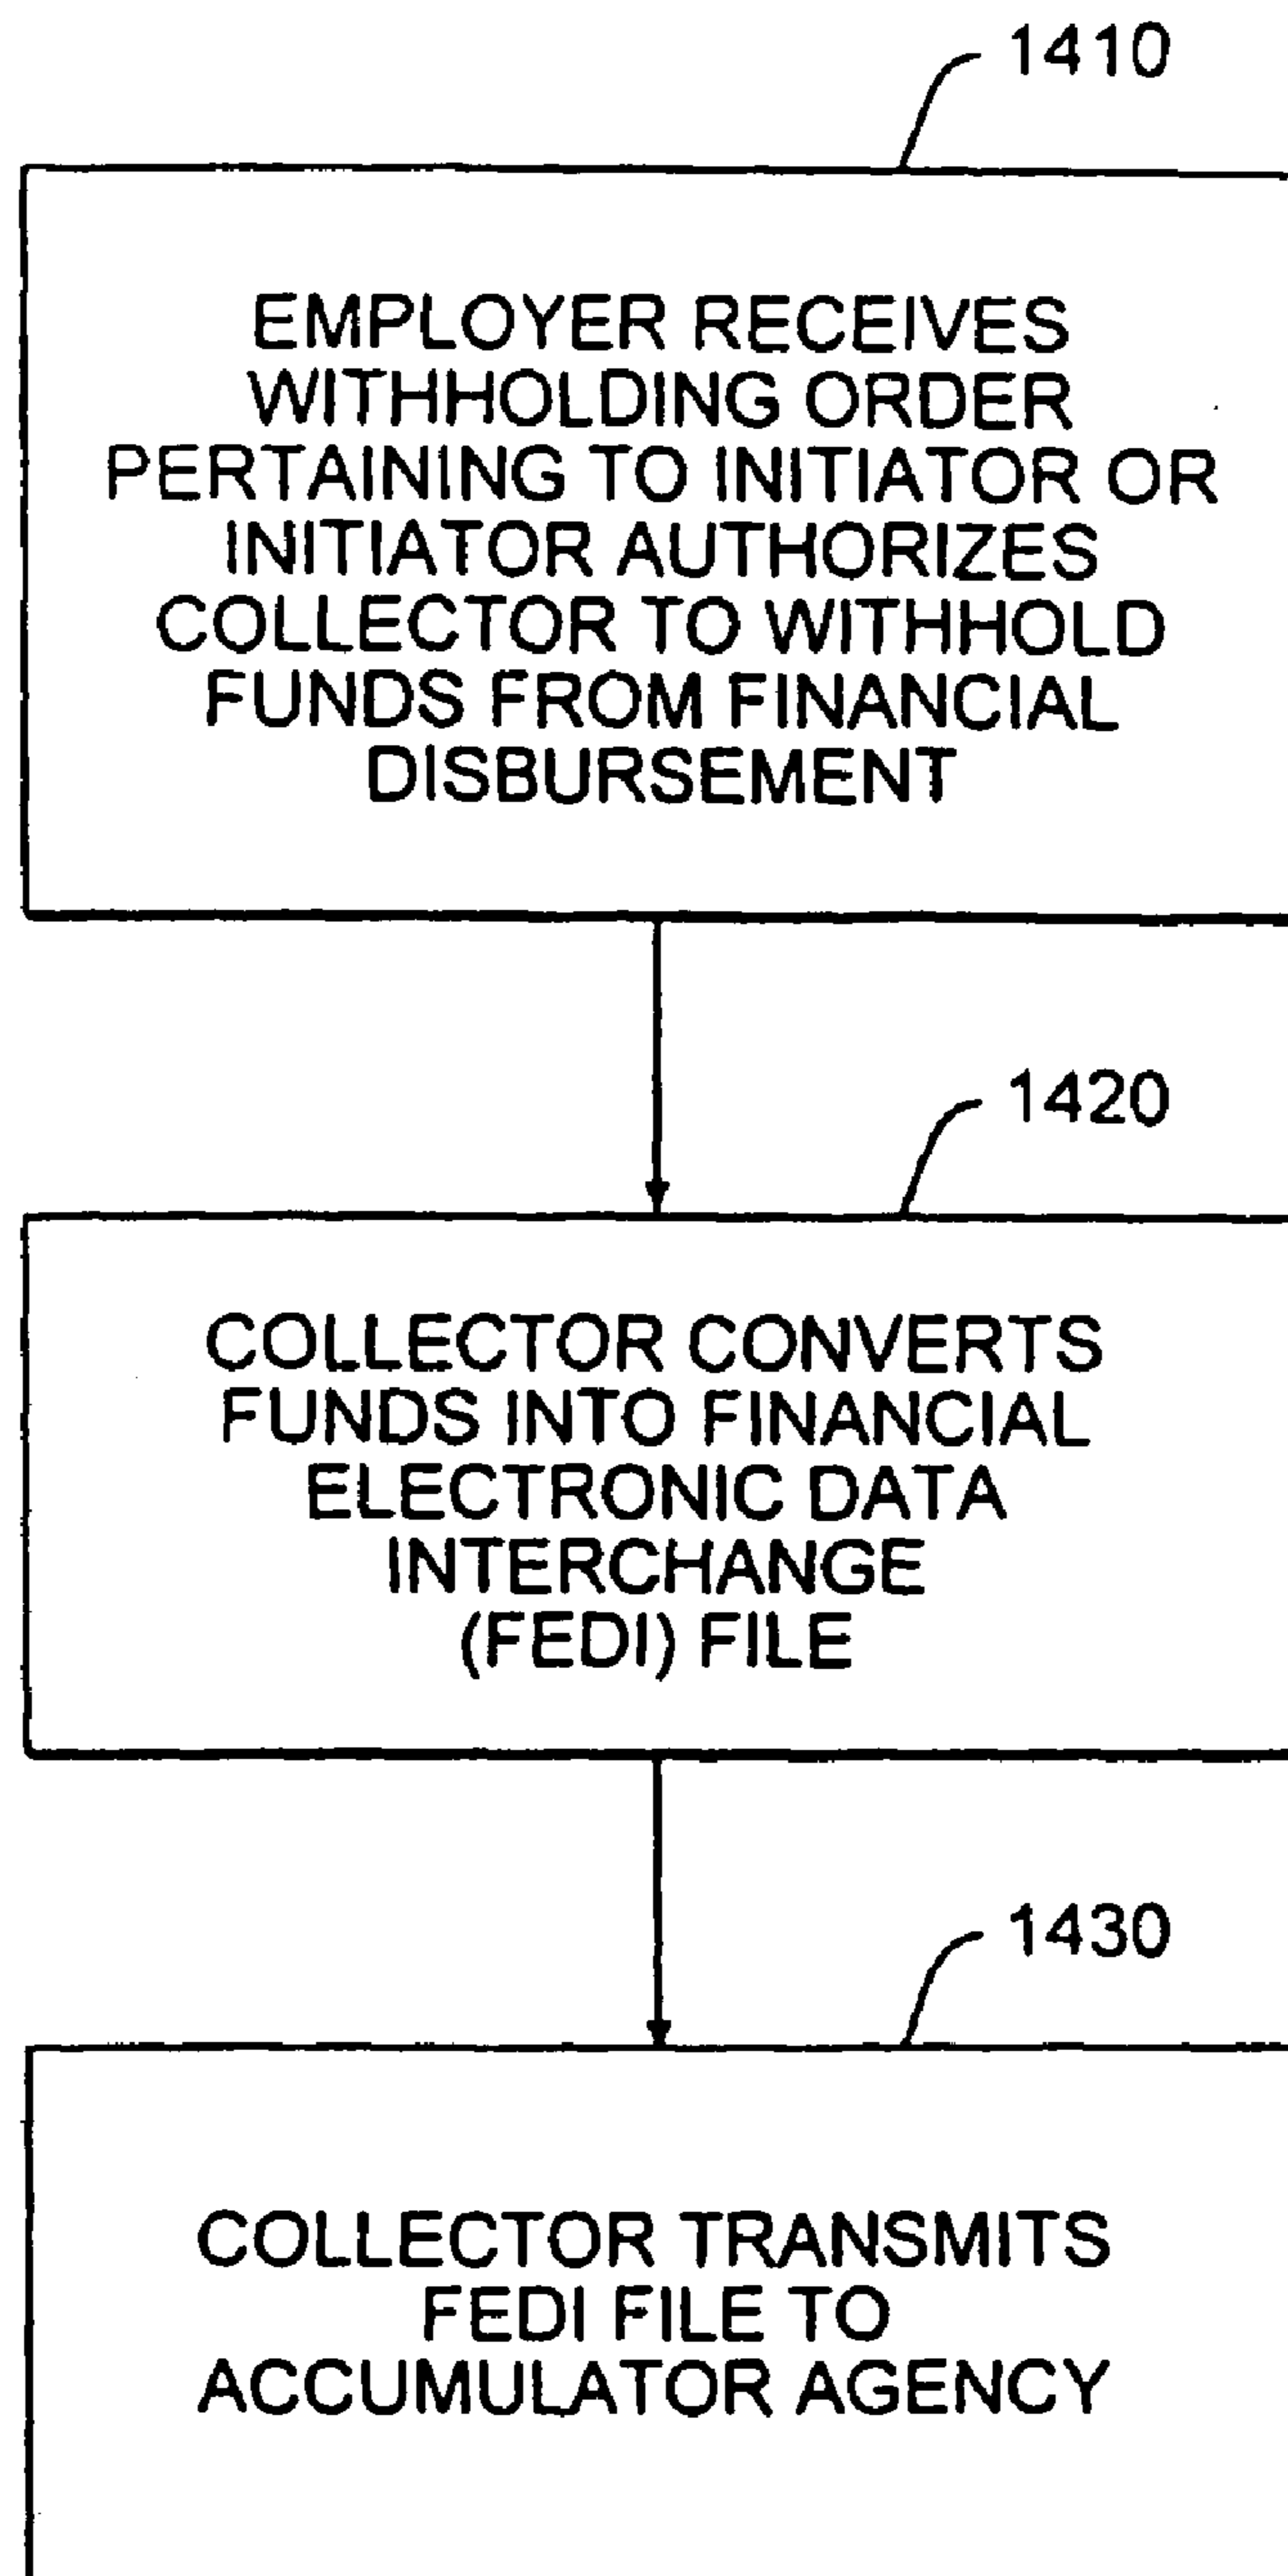 1410
EMPLOYER RECEIVES
WITHHOLDING ORDER
PERTAINING TO INITIATOR OR
INITIATOR AUTHORIZES
COLLECTOR TO WITHHOLD
FUNDS FROM FINANCIAL
DISBURSEMENT
1420
COLLECTOR CONVERTS
FUNDS INTO FINANCIAL
ELECTRONIC DATA
INTERCHANGE
(FEDI) FILE
1430
COLLECTOR TRANSMITS
FEDI FILE TO
ACCUMULATOR AGENCY